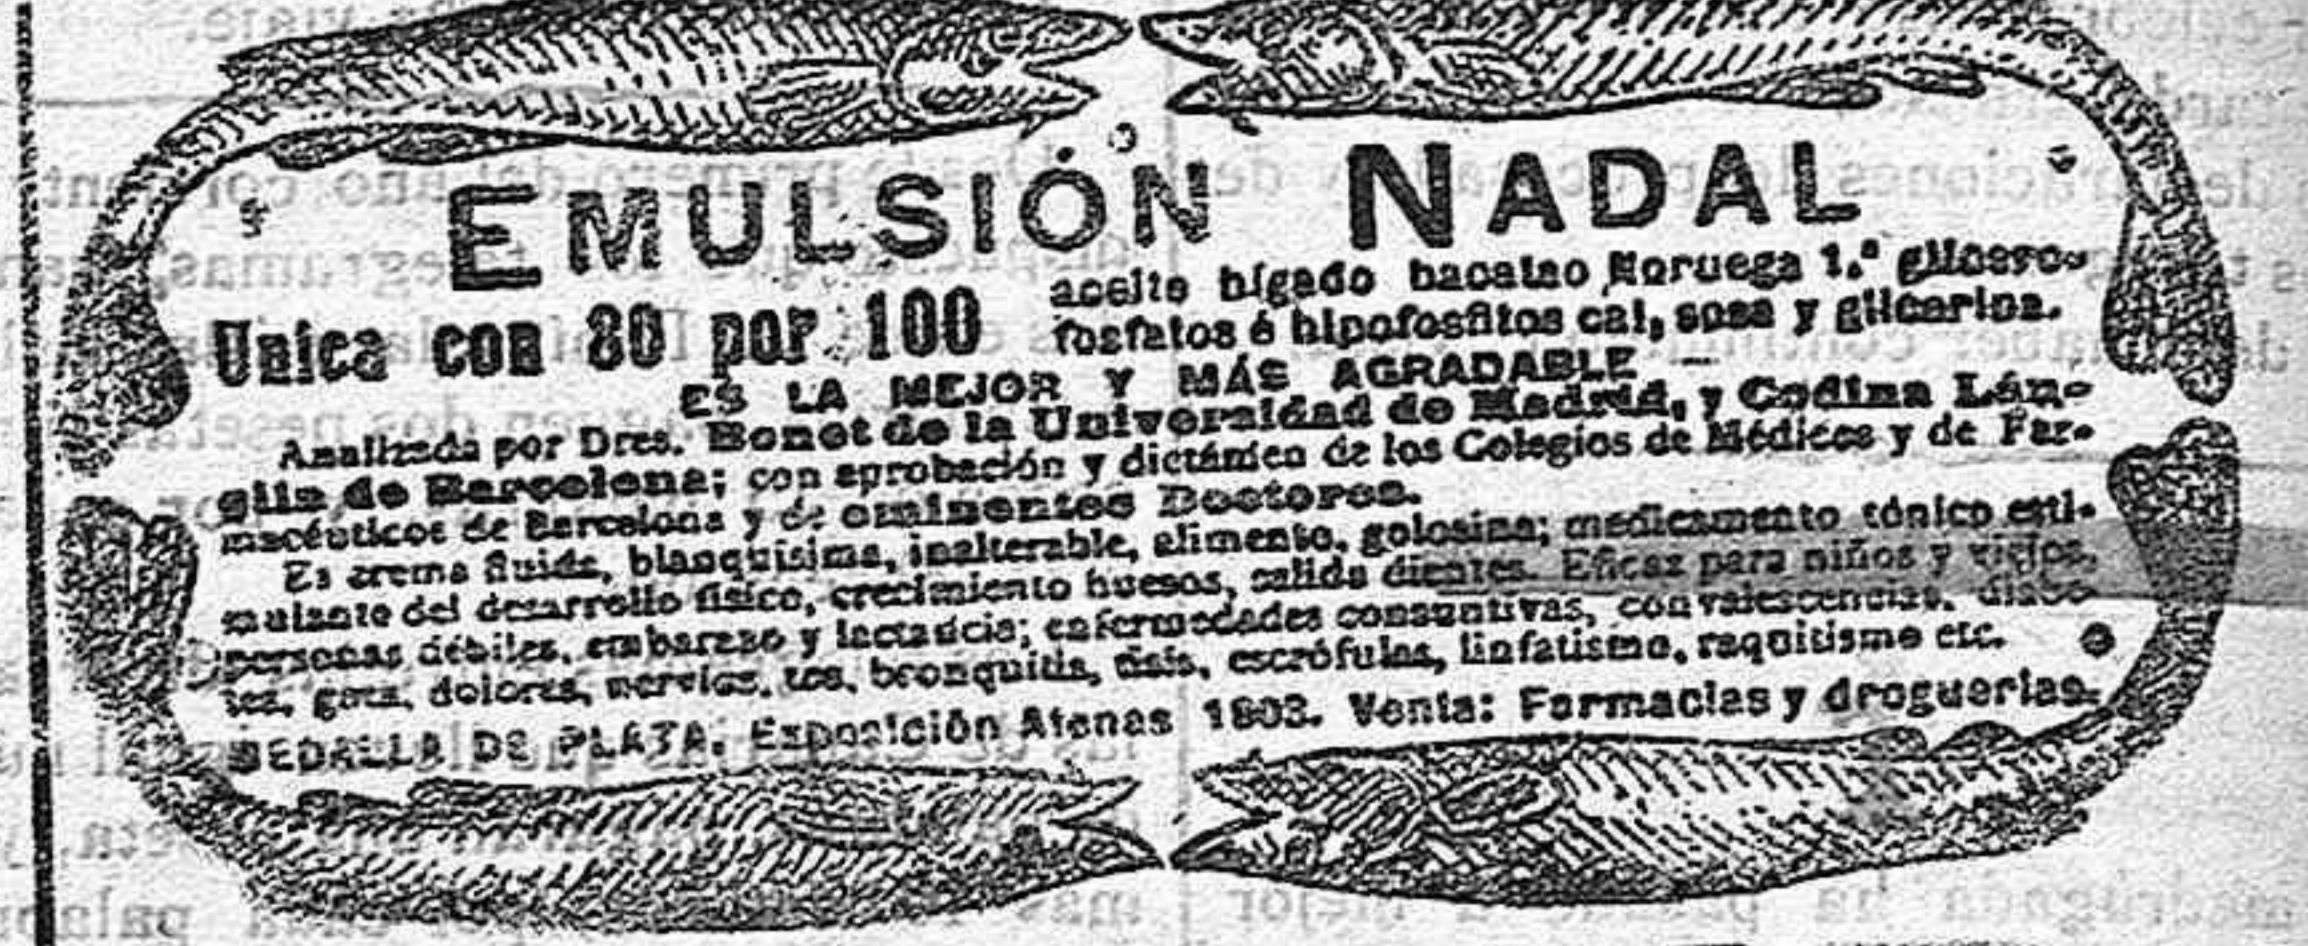 EMULSIÓN NADAL
Unica con 80 por 100 aceite hígado bacalao Noruega 1.ª glicero-
fosfatos é hipofosfitos cal, sosa y glicerina.
ES LA MEJOR Y MÁS AGRADABLE —
Analizada por Dres. Bonet de la Universidad de Madrid, y Codina Lán-
glin de Barcelona; con aprobación y dictámen de los Colegios de Médicos y de Far-
macéuticos de Barcelona y de eminentes Doctores.
Es crema fluida, blanquisima, inalterable, alimento, golosina; medicamento tónico esti-
mulante del desarrollo físico, crecimiento huesos, salida dientes. Eficaz para niños y viejos,
personas débiles, embarazo y lactancia; enfermedades consuntivas, convalescencias, diabe-
tes, gota, dolores, nervios, tos, bronquitis, tisis, escrófulas, linfatismo, raquitismo etc.
MEDALLA DE PLATA. Exposición Atenas 1903. Venta: Farmacias y droguerías.